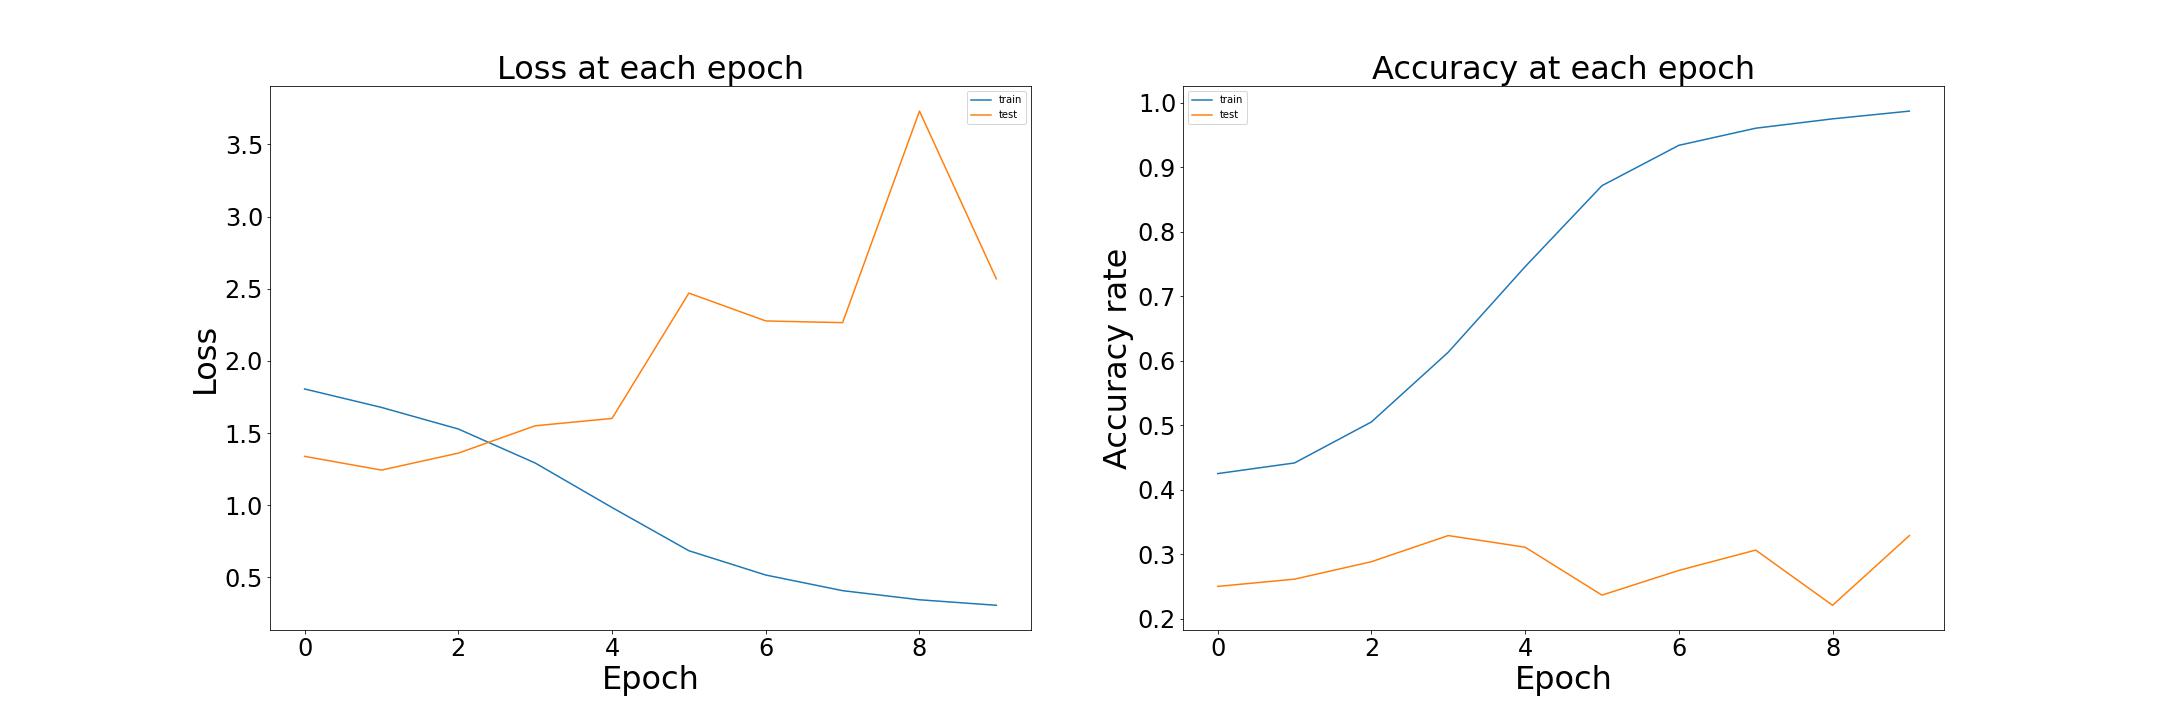 Loss at each epoch
train
test
3.5
3.0
2.5
2.0
1.5
1.0
0.5
Loss
0 2 4 6 8
Epoch
Accuracy at each epoch
train
test
1.0
0.9
0.8
0.7
0.6
0.5
0.4
0.3
0.2
Accuracy rate
0 2 4 6 8
Epoch